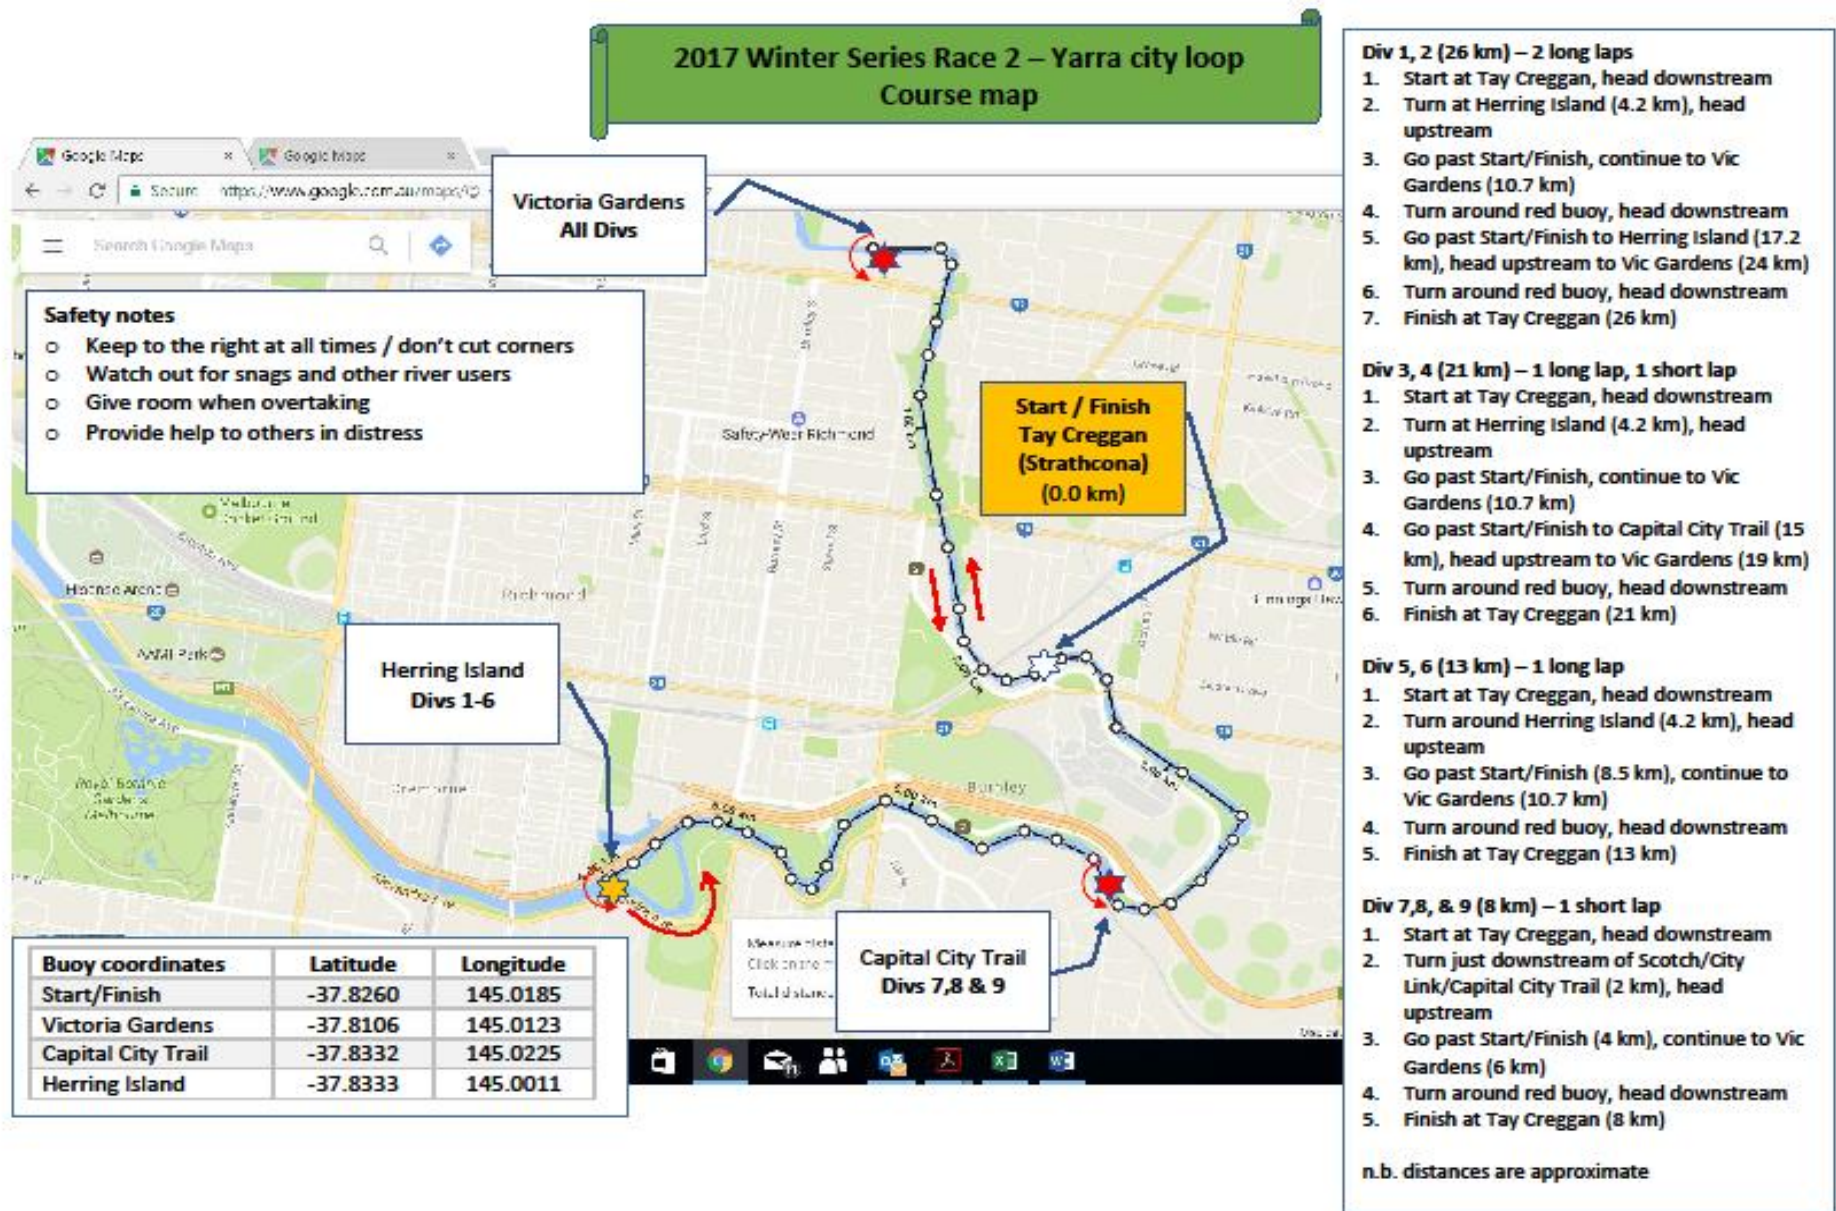 2017 Winter Series Race 2 – Yarra city loop
Course map
Google Maps
Google Maps
Secure
https://www.google.com.au/maps/@
Search Google Maps
Victoria Gardens
All Divs
Safety notes
o Keep to the right at all times / don't cut corners
o Watch out for snags and other river users
o Give room when overtaking
o Provide help to others in distress
Safety-Wear Richmond
Start / Finish
Tay Creggan
(Strathcona)
(0.0 km)
Richmond
AAMI Park
Herring Island
Divs 1-6
Burnley
Capital City Trail
Divs 7,8 & 9
Buoy coordinates Latitude Longitude
Start/Finish -37.8260 145.0185
Victoria Gardens -37.8106 145.0123
Capital City Trail -37.8332 145.0225
Herring Island -37.8333 145.0011
Div 1, 2 (26 km) – 2 long laps
1. Start at Tay Creggan, head downstream
2. Turn at Herring Island (4.2 km), head
upstream
3. Go past Start/Finish, continue to Vic
Gardens (10.7 km)
4. Turn around red buoy, head downstream
5. Go past Start/Finish to Herring Island (17.2
km), head upstream to Vic Gardens (24 km)
6. Turn around red buoy, head downstream
7. Finish at Tay Creggan (26 km)
Div 3, 4 (21 km) – 1 long lap, 1 short lap
1. Start at Tay Creggan, head downstream
2. Turn at Herring Island (4.2 km), head
upstream
3. Go past Start/Finish, continue to Vic
Gardens (10.7 km)
4. Go past Start/Finish to Capital City Trail (15
km), head upstream to Vic Gardens (19 km)
5. Turn around red buoy, head downstream
6. Finish at Tay Creggan (21 km)
Div 5, 6 (13 km) – 1 long lap
1. Start at Tay Creggan, head downstream
2. Turn around Herring Island (4.2 km), head
upsteam
3. Go past Start/Finish (8.5 km), continue to
Vic Gardens (10.7 km)
4. Turn around red buoy, head downstream
5. Finish at Tay Creggan (13 km)
Div 7,8, & 9 (8 km) – 1 short lap
1. Start at Tay Creggan, head downstream
2. Turn just downstream of Scotch/City
Link/Capital City Trail (2 km), head
upstream
3. Go past Start/Finish (4 km), continue to Vic
Gardens (6 km)
4. Turn around red buoy, head downstream
5. Finish at Tay Creggan (8 km)
n.b. distances are approximate